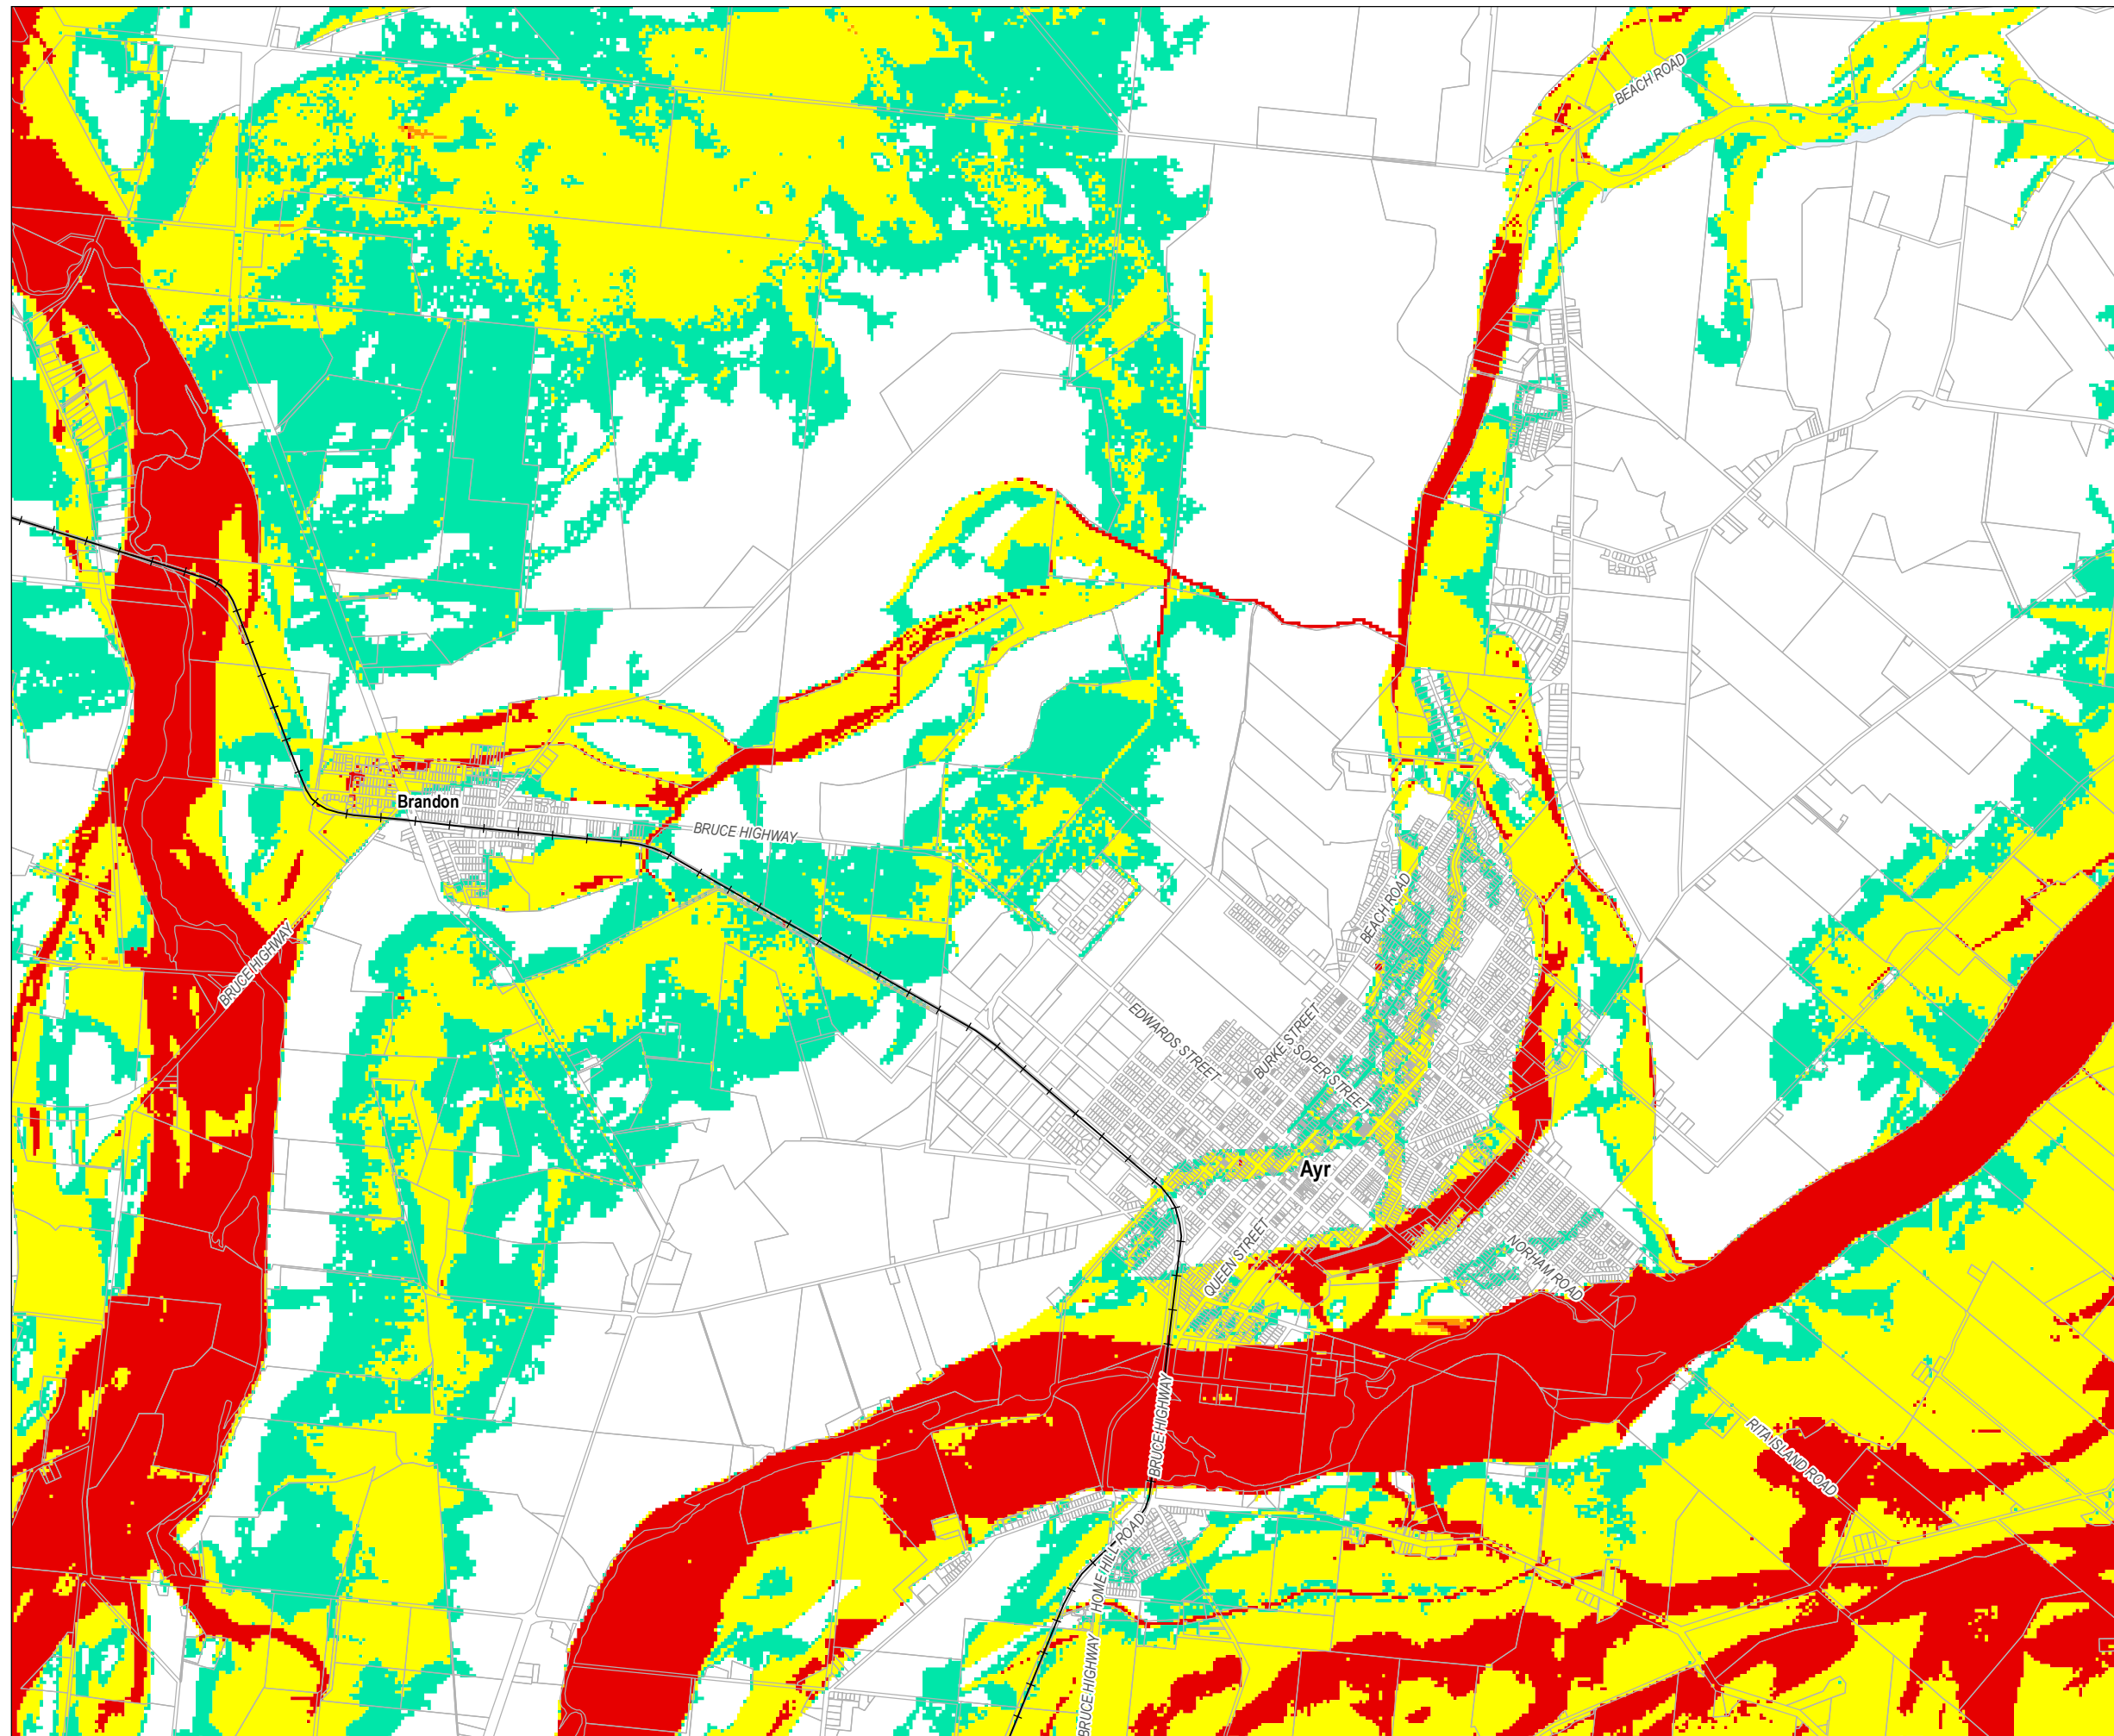 BEACH ROAD
Brandon
BRUCE HIGHWAY
BEACH ROAD
BRUCE HIGHWAY
EDWARDS STREET
BURKE STREET
SOPER STREET
Ayr
QUEEN STREET
NORHAM ROAD
BRUCE HIGHWAY
RITA ISLAND ROAD
HOME HILL ROAD
BRUCE HIGHWAY